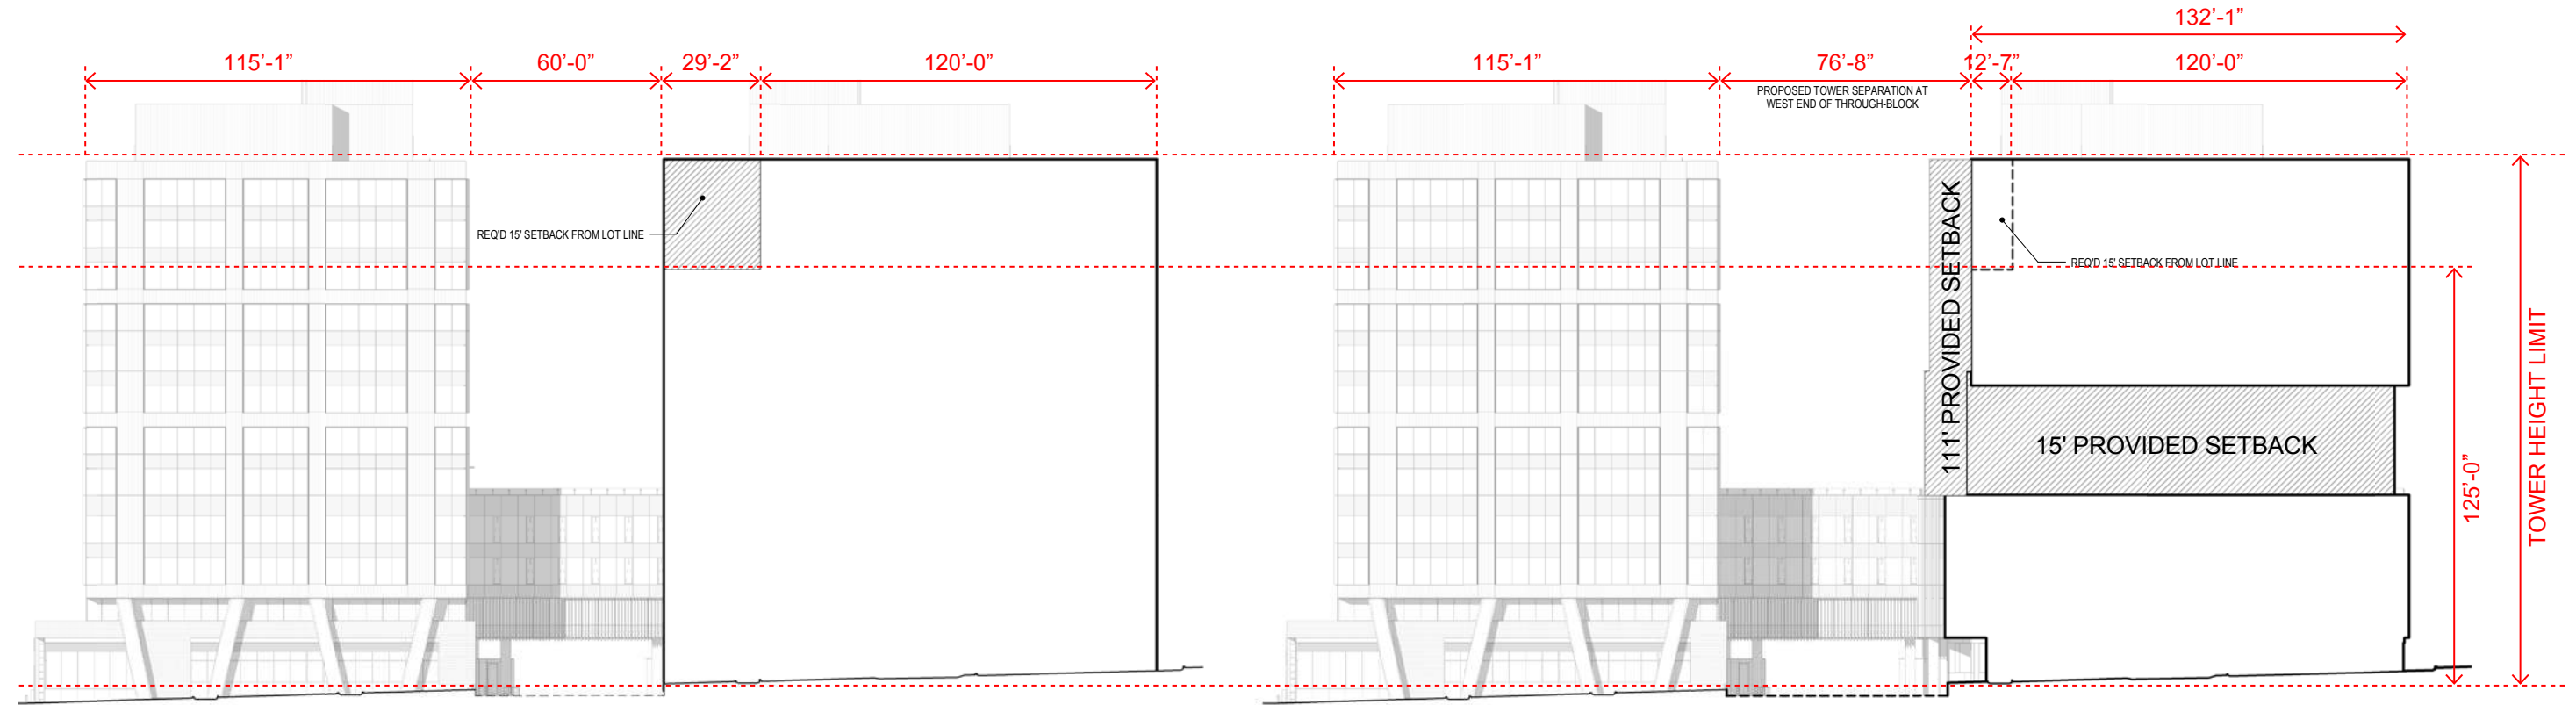 115’-1”
60’-0”
29’-2”
120’-0”
REQ'D 15' SETBACK FROM LOT LINE
132’-1”
115’-1”
76’-8”
12’-7”
120’-0”
PROPOSED TOWER SEPARATION AT
WEST END OF THROUGH-BLOCK
111' PROVIDED SETBACK
REQ'D 15' SETBACK FROM LOT LINE
15' PROVIDED SETBACK
125’-0”
TOWER HEIGHT LIMIT